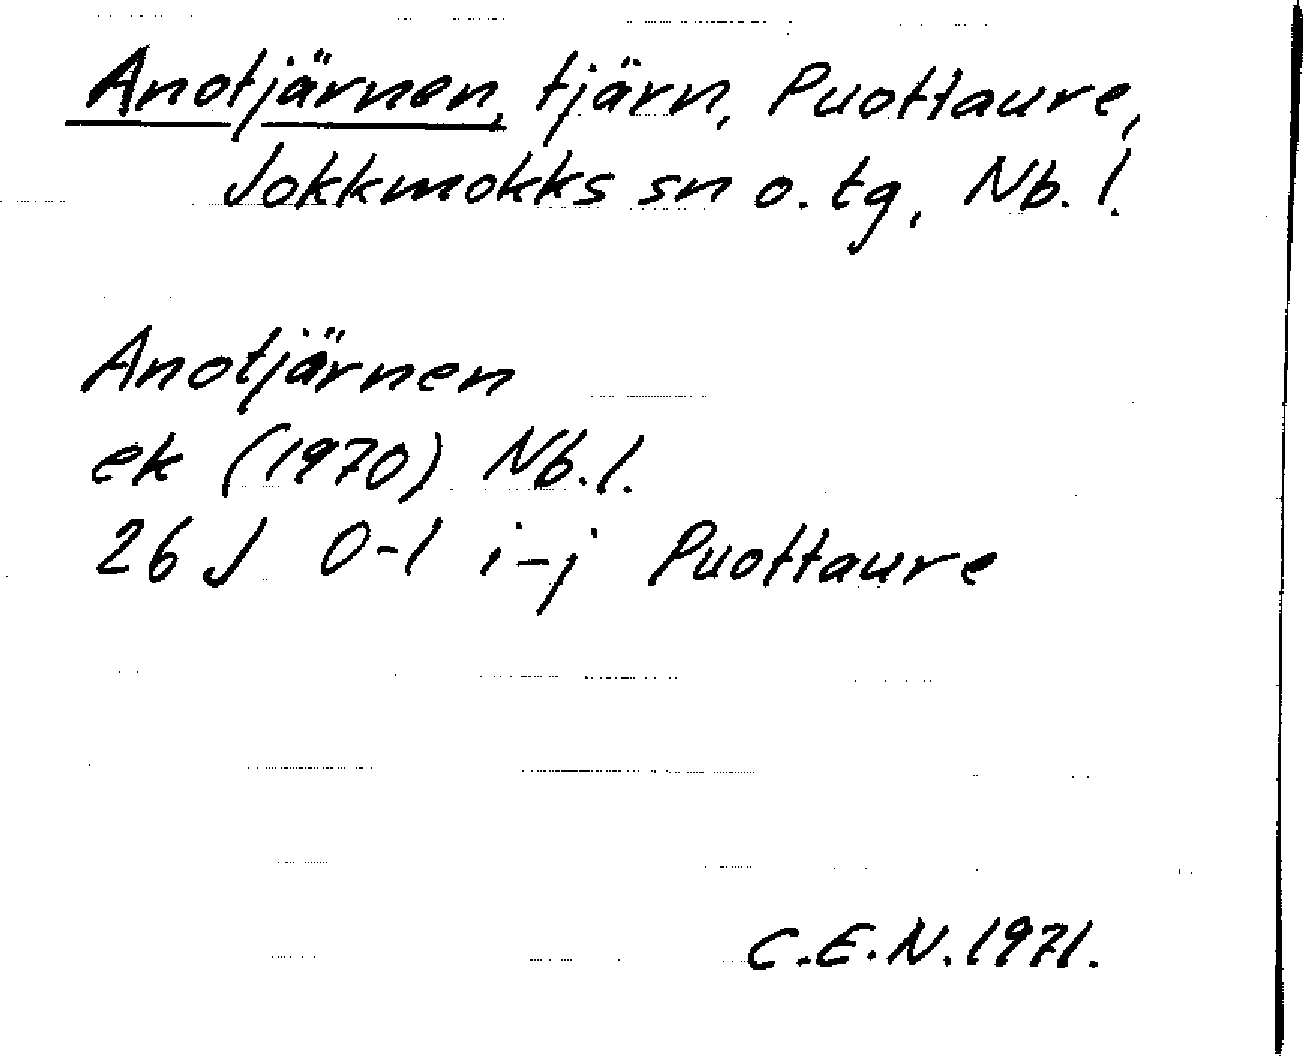 Anotjärnen, tjärn, Puottaure,
Jokkmokks sn o. tg, Nb. l.
Anotjärnen
ek (1970) Nb. l.
26 J 0-1 i-j Puottaure
C.E.N. 1971.